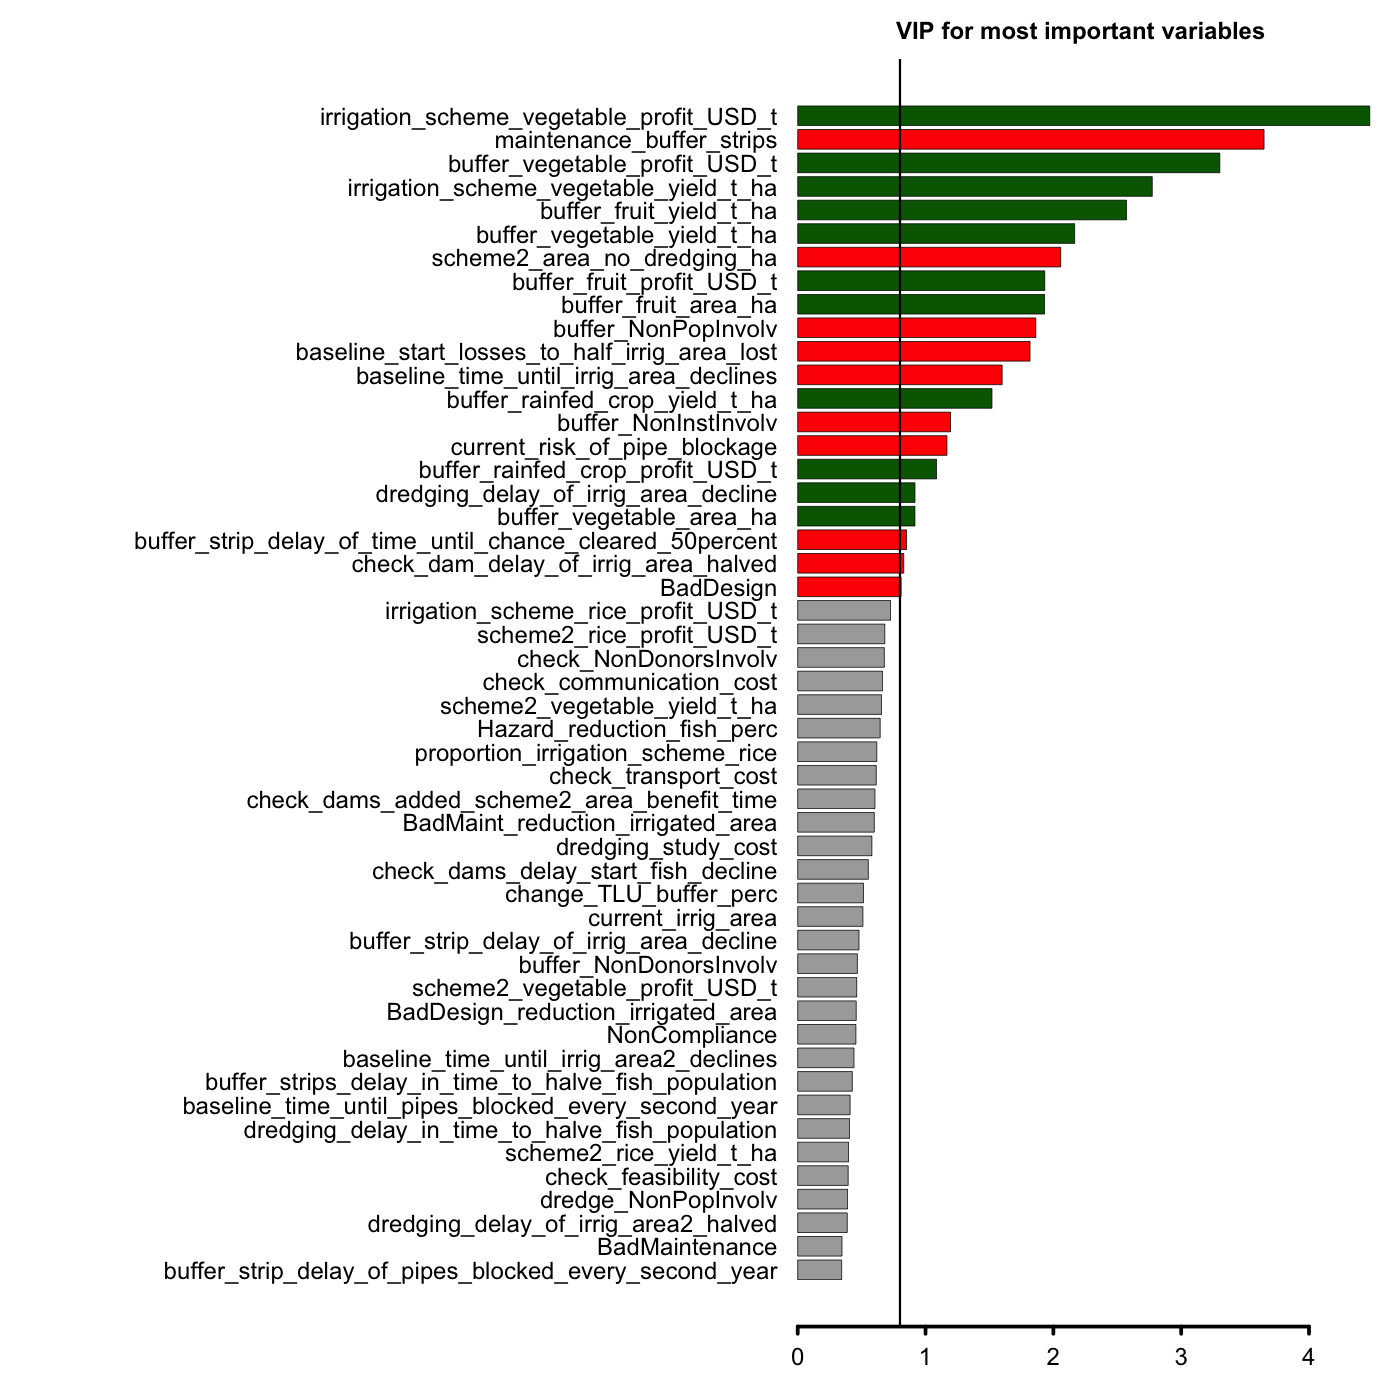 VIP for most important variables
irrigation_scheme_vegetable_profit_USD_t
maintenance_buffer_strips
buffer_vegetable_profit_USD_t
irrigation_scheme_vegetable_yield_t_ha
buffer_fruit_yield_t_ha
buffer_vegetable_yield_t_ha
scheme2_area_no_dredging_ha
buffer_fruit_profit_USD_t
buffer_fruit_area_ha
buffer_NonPopInvolv
baseline_start_losses_to_half_irrig_area_lost
baseline_time_until_irrig_area_declines
buffer_rainfed_crop_yield_t_ha
buffer_NonInstInvolv
current_risk_of_pipe_blockage
buffer_rainfed_crop_profit_USD_t
dredging_delay_of_irrig_area_decline
buffer_vegetable_area_ha
buffer_strip_delay_of_time_until_chance_cleared_50percent
check_dam_delay_of_irrig_area_halved
BadDesign
irrigation_scheme_rice_profit_USD_t
scheme2_rice_profit_USD_t
check_NonDonorsInvolv
check_communication_cost
scheme2_vegetable_yield_t_ha
Hazard_reduction_fish_perc
proportion_irrigation_scheme_rice
check_transport_cost
check_dams_added_scheme2_area_benefit_time
BadMaint_reduction_irrigated_area
dredging_study_cost
check_dams_delay_start_fish_decline
change_TLU_buffer_perc
current_irrig_area
buffer_strip_delay_of_irrig_area_decline
buffer_NonDonorsInvolv
scheme2_vegetable_profit_USD_t
BadDesign_reduction_irrigated_area
NonCompliance
baseline_time_until_irrig_area2_declines
buffer_strips_delay_in_time_to_halve_fish_population
baseline_time_until_pipes_blocked_every_second_year
dredging_delay_in_time_to_halve_fish_population
scheme2_rice_yield_t_ha
check_feasibility_cost
dredge_NonPopInvolv
dredging_delay_of_irrig_area2_halved
BadMaintenance
buffer_strip_delay_of_pipes_blocked_every_second_year
0 1 2 3 4